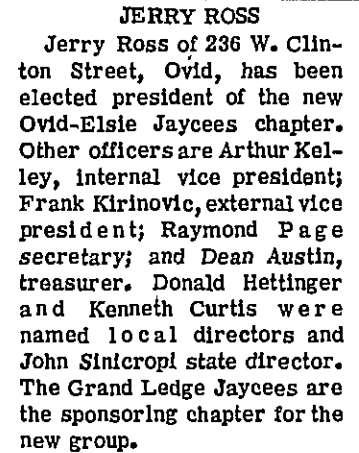 JERRY ROSS
Jerry Ross of 236 W. Clin-
ton Street, Ovid, has been
elected president of the new
Ovid-Elsie Jaycees chapter.
Other officers are Arthur Kel-
ley, internal vice president;
Frank Kirinovic, external vice
president; Raymond Page
secretary; and Dean Austin,
treasurer. Donald Hettinger
and Kenneth Curtis were
named local directors and
John Sinicropi state director.
The Grand Ledge Jaycees are
the sponsoring chapter for the
new group.